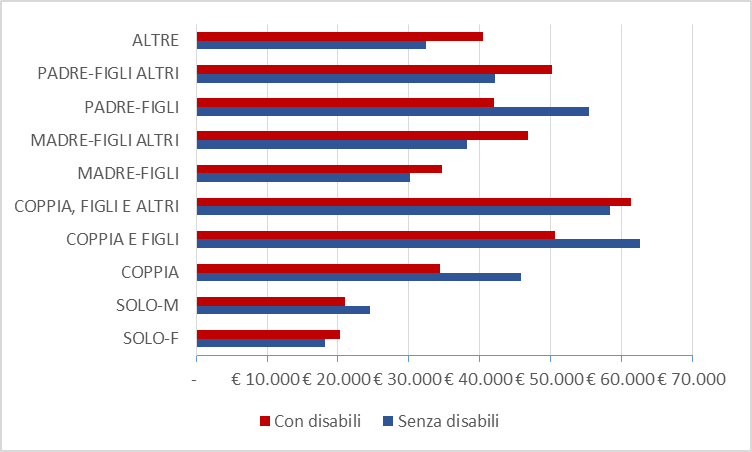 ALTRE
PADRE-FIGLI ALTRI
PADRE-FIGLI
MADRE-FIGLI ALTRI
MADRE-FIGLI
COPPIA, FIGLI E ALTRI
COPPIA E FIGLI
COPPIA
SOLO-M
SOLO-F
- € 10.000 € 20.000 € 30.000 € 40.000 € 50.000 € 60.000 € 70.000
Con disabili Senza disabili